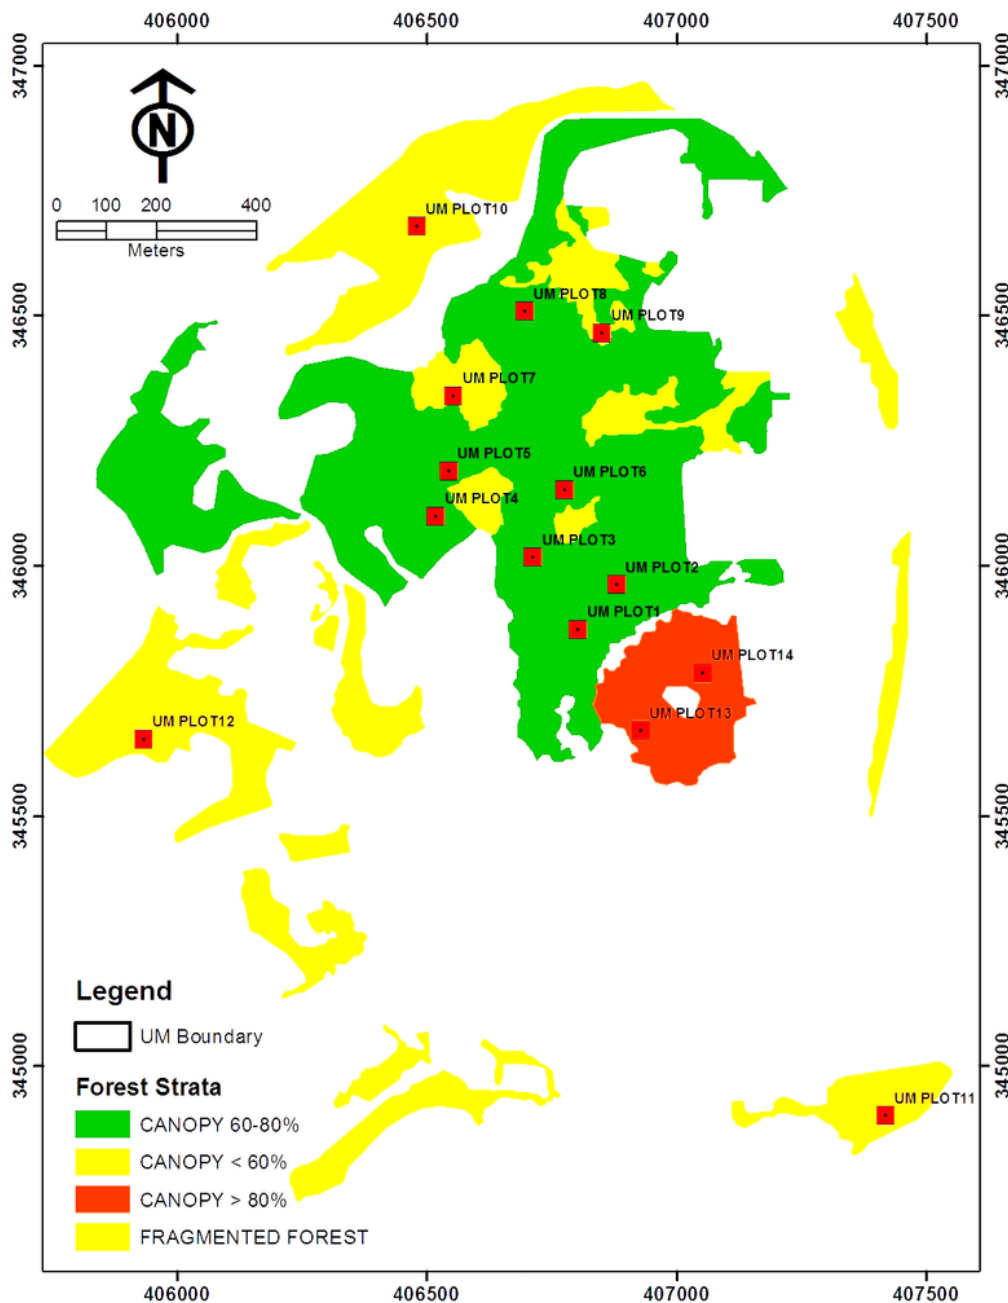 406000 406500 407000 407500
347000 347000
N
0 100 200 400
Meters
UM PLOT10
UM PLOT8
346500 346500
UM PLOT9
UM PLOT7
UM PLOT5
UM PLOT6
UM PLOT4
UM PLOT3
346000 346000
UM PLOT2
UM PLOT1
UM PLOT14
UM PLOT13
UM PLOT12
345500 345500
Legend
UM Boundary
345000 345000
Forest Strata
UM PLOT11
CANOPY 60-80%
CANOPY < 60%
CANOPY > 80%
FRAGMENTED FOREST
406000 406500 407000 407500